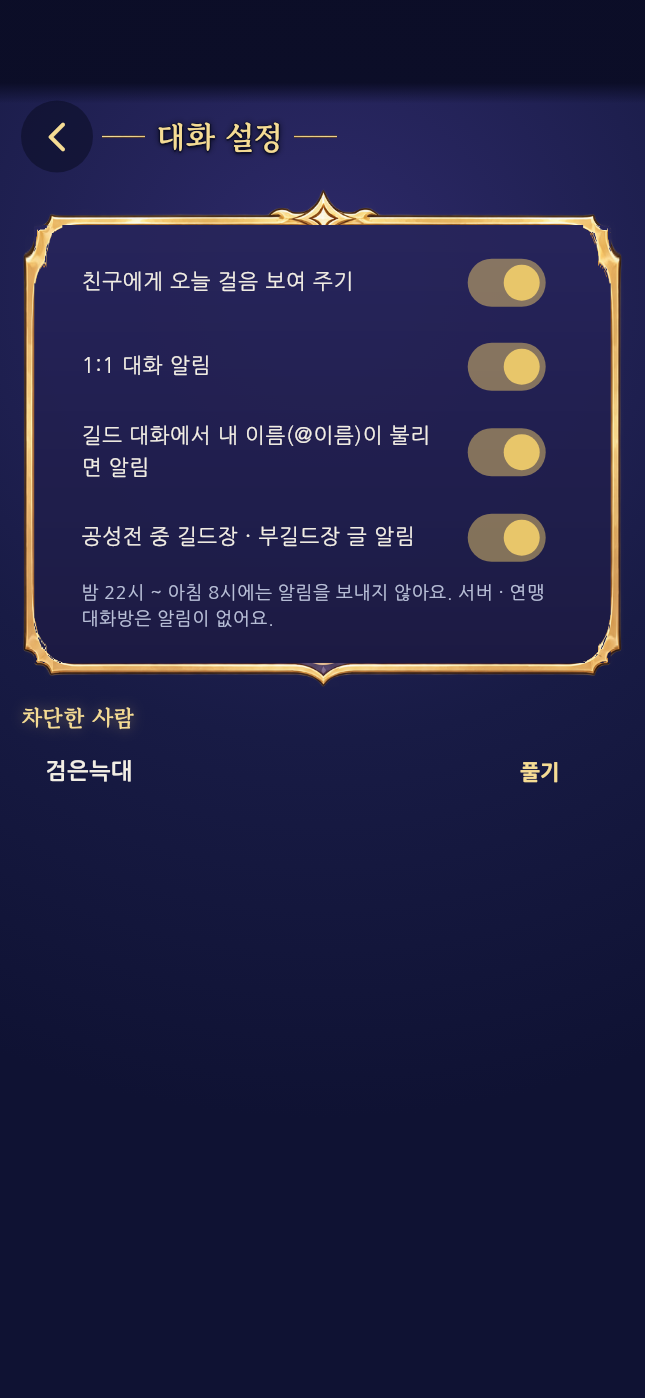 대화 설정
친구에게 오늘 걸음 보여 주기
1:1 대화 알림
길드 대화에서 내 이름(@이름)이 불리
면 알림
공성전 중 길드장 · 부길드장 글 알림
밤 22시 ~ 아침 8시에는 알림을 보내지 않아요. 서버 · 연맹
대화방은 알림이 없어요.
차단한 사람
검은늑대
풀기